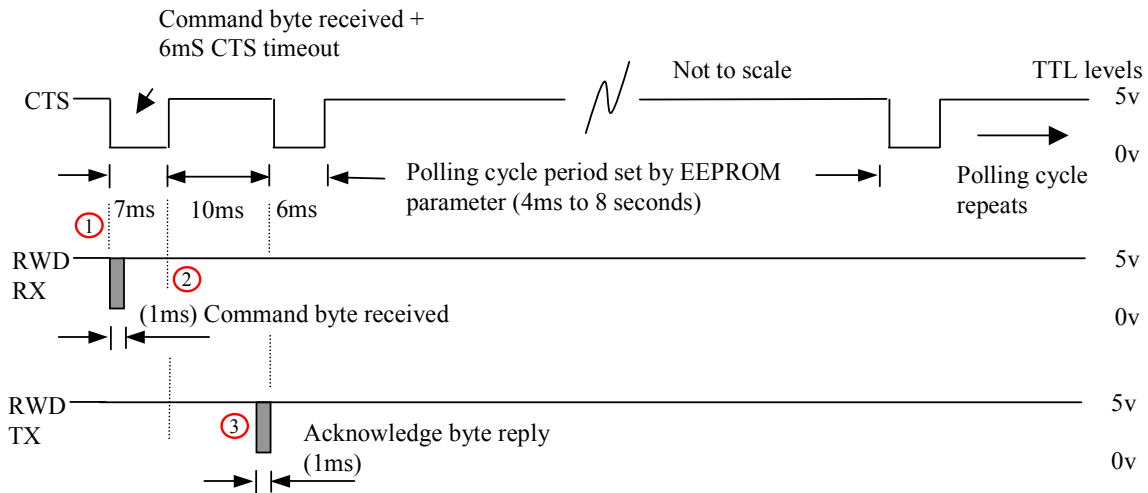 Command byte received +
6mS CTS timeout
Not to scale
TTL levels
CTS
5v
0v
Polling cycle period set by EEPROM
parameter (4ms to 8 seconds)
Polling cycle
repeats
7ms
10ms
6ms
1
RWD
RX
2
5v
0v
(1ms) Command byte received
RWD
TX
3
5v
0v
Acknowledge byte reply
(1ms)